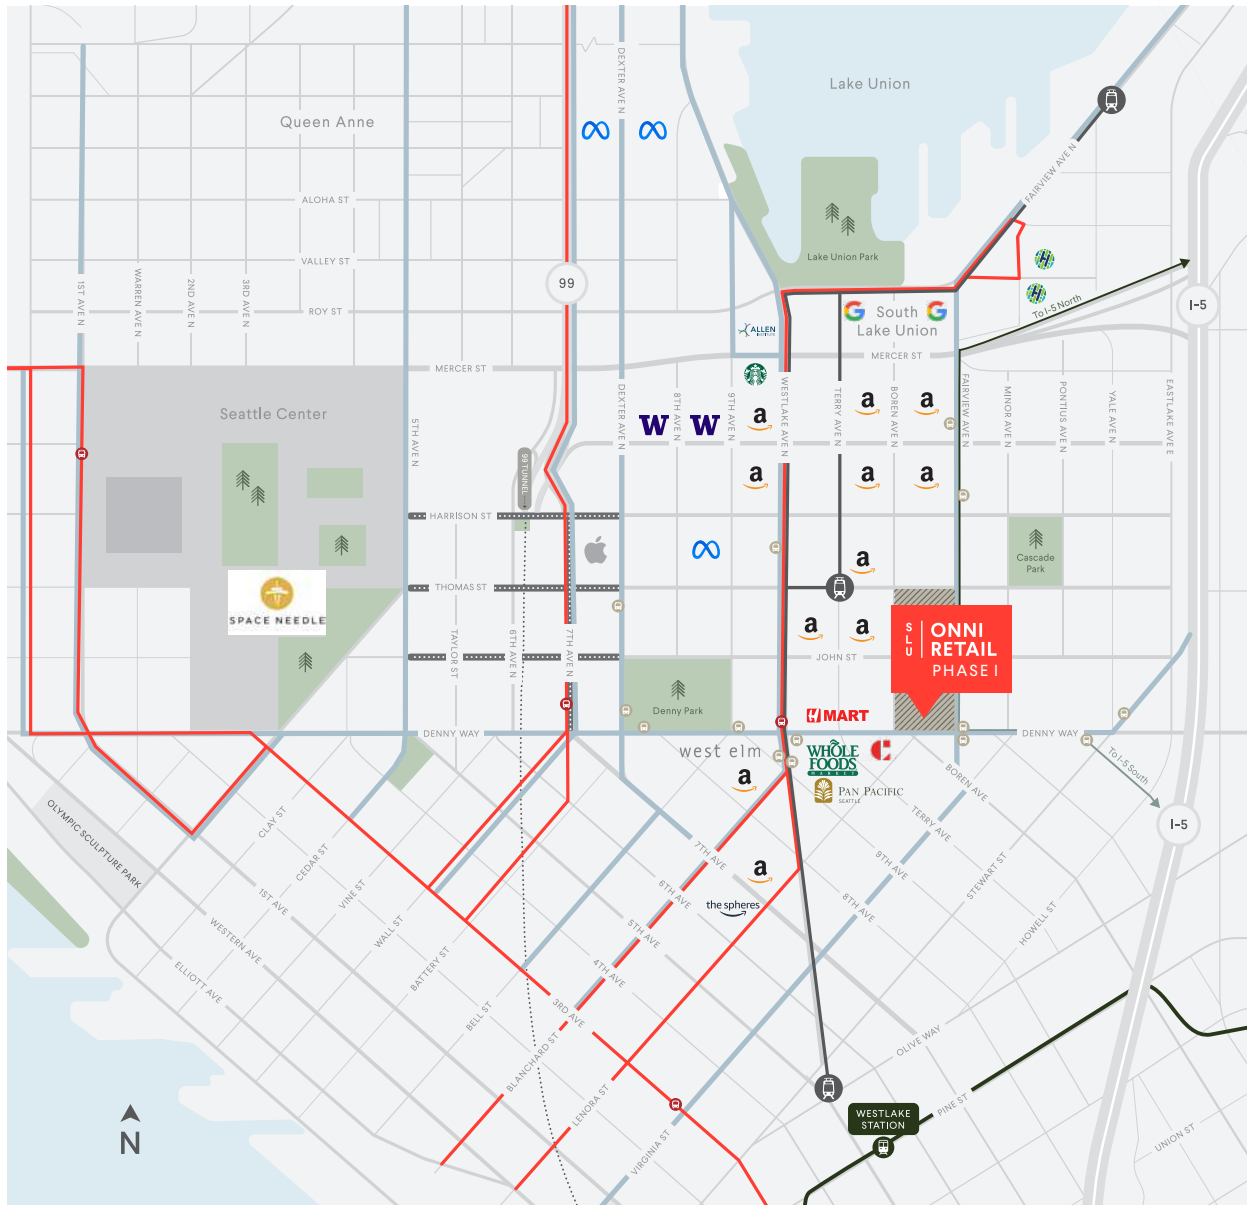 Lake Union
Queen Anne
DEXTER AVE N
FAIRVIEW AVE N
ALOHA ST
VALLEY ST
ROY ST
MERCER ST
1ST AVE N
WARREN AVE N
2ND AVE N
3RD AVE N
99
Lake Union Park
To I-5 North
I-5
South
Lake Union
ALLEN
INSTITUTE
MERCER ST
Seattle Center
5TH AVE N
DEXTER AVE N
8TH AVE N
9TH AVE N
WESTLAKE AVE N
TERRY AVE N
BOREN AVE N
FAIRVIEW AVE N
MINOR AVE N
PONTIUS AVE N
YALE AVE N
EASTLAKE AVE E
W
W
a
a
a
a
a
a
99 TUNNEL
HARRISON ST
THOMAS ST
Cascade
Park
a
a
a
SPACE NEEDLE
TAYLOR ST
6TH AVE N
7TH AVE N
JOHN ST
SLU
ONNI
RETAIL
PHASE I
Denny Park
H MART
DENNY WAY
DENNY WAY
west elm
WHOLE
FOODS
MARKET
PAN PACIFIC
SEATTLE
a
To I-5 South
I-5
BOREN AVE
TERRY AVE
9TH AVE
8TH AVE
STEWART ST
HOWELL ST
OLYMPIC SCULPTURE PARK
CLAY ST
CEDAR ST
VINE ST
WALL ST
BATTERY ST
BELL ST
BLANCHARD ST
LENORA ST
VIRGINIA ST
1ST AVE
WESTERN AVE
ELLIOTT AVE
7TH AVE
6TH AVE
5TH AVE
4TH AVE
3RD AVE
a
the spheres
OLIVE WAY
PINE ST
UNION ST
WESTLAKE
STATION
N